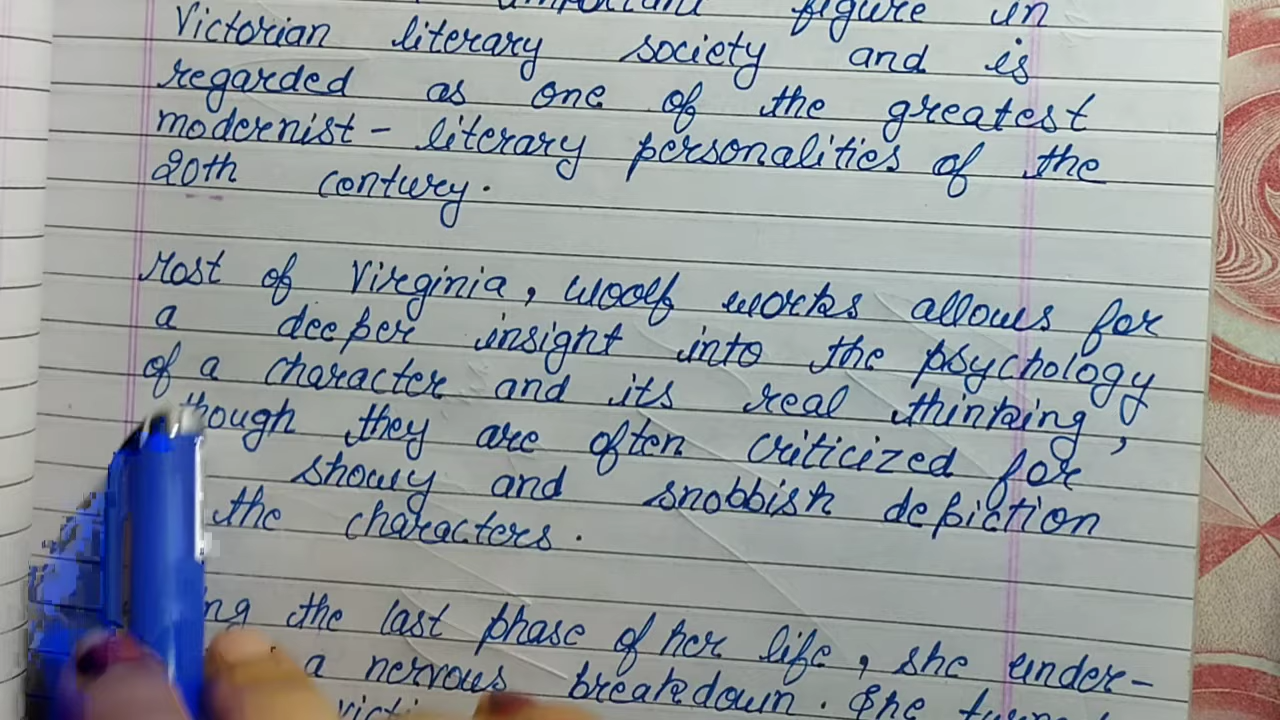 important figure in
Victorian literary society and is
regarded as one of the greatest
modernist - literary personalities of the
20th century.
Most of Virginia, Woolf works allows for
a deeper insight into the psychology
of a character and its real thinking,
though they are often criticized for
showy and snobbish depiction
the characters.
the last phase of her life, she under-
a nervous breakdown. She